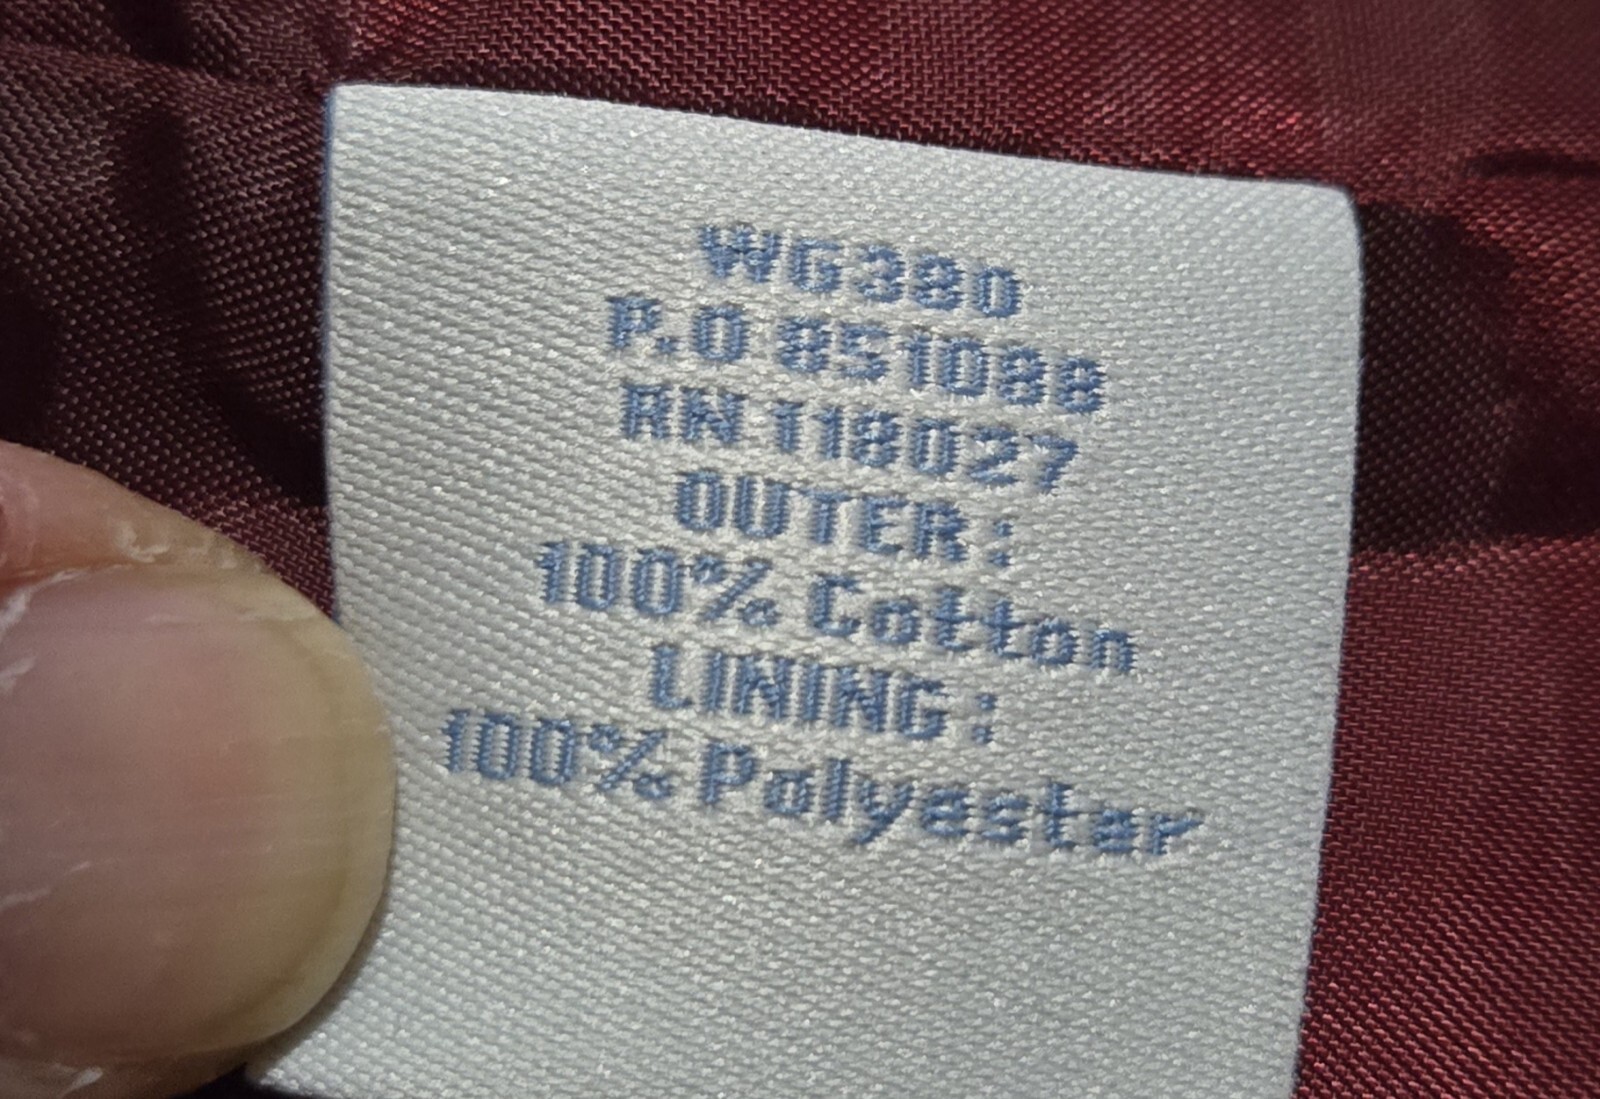 WG380
P.O 851088
RN 118027
OUTER:
100% Cotton
LINING:
100% Polyester